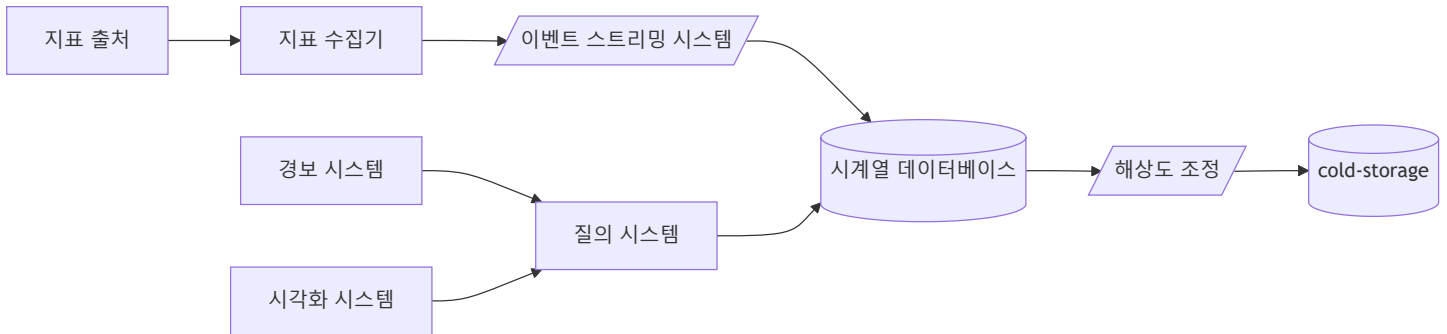 지표 출처
지표 수집기
이벤트 스트리밍 시스템
경보 시스템
시계열 데이터베이스
해상도 조정
cold-storage
질의 시스템
시각화 시스템